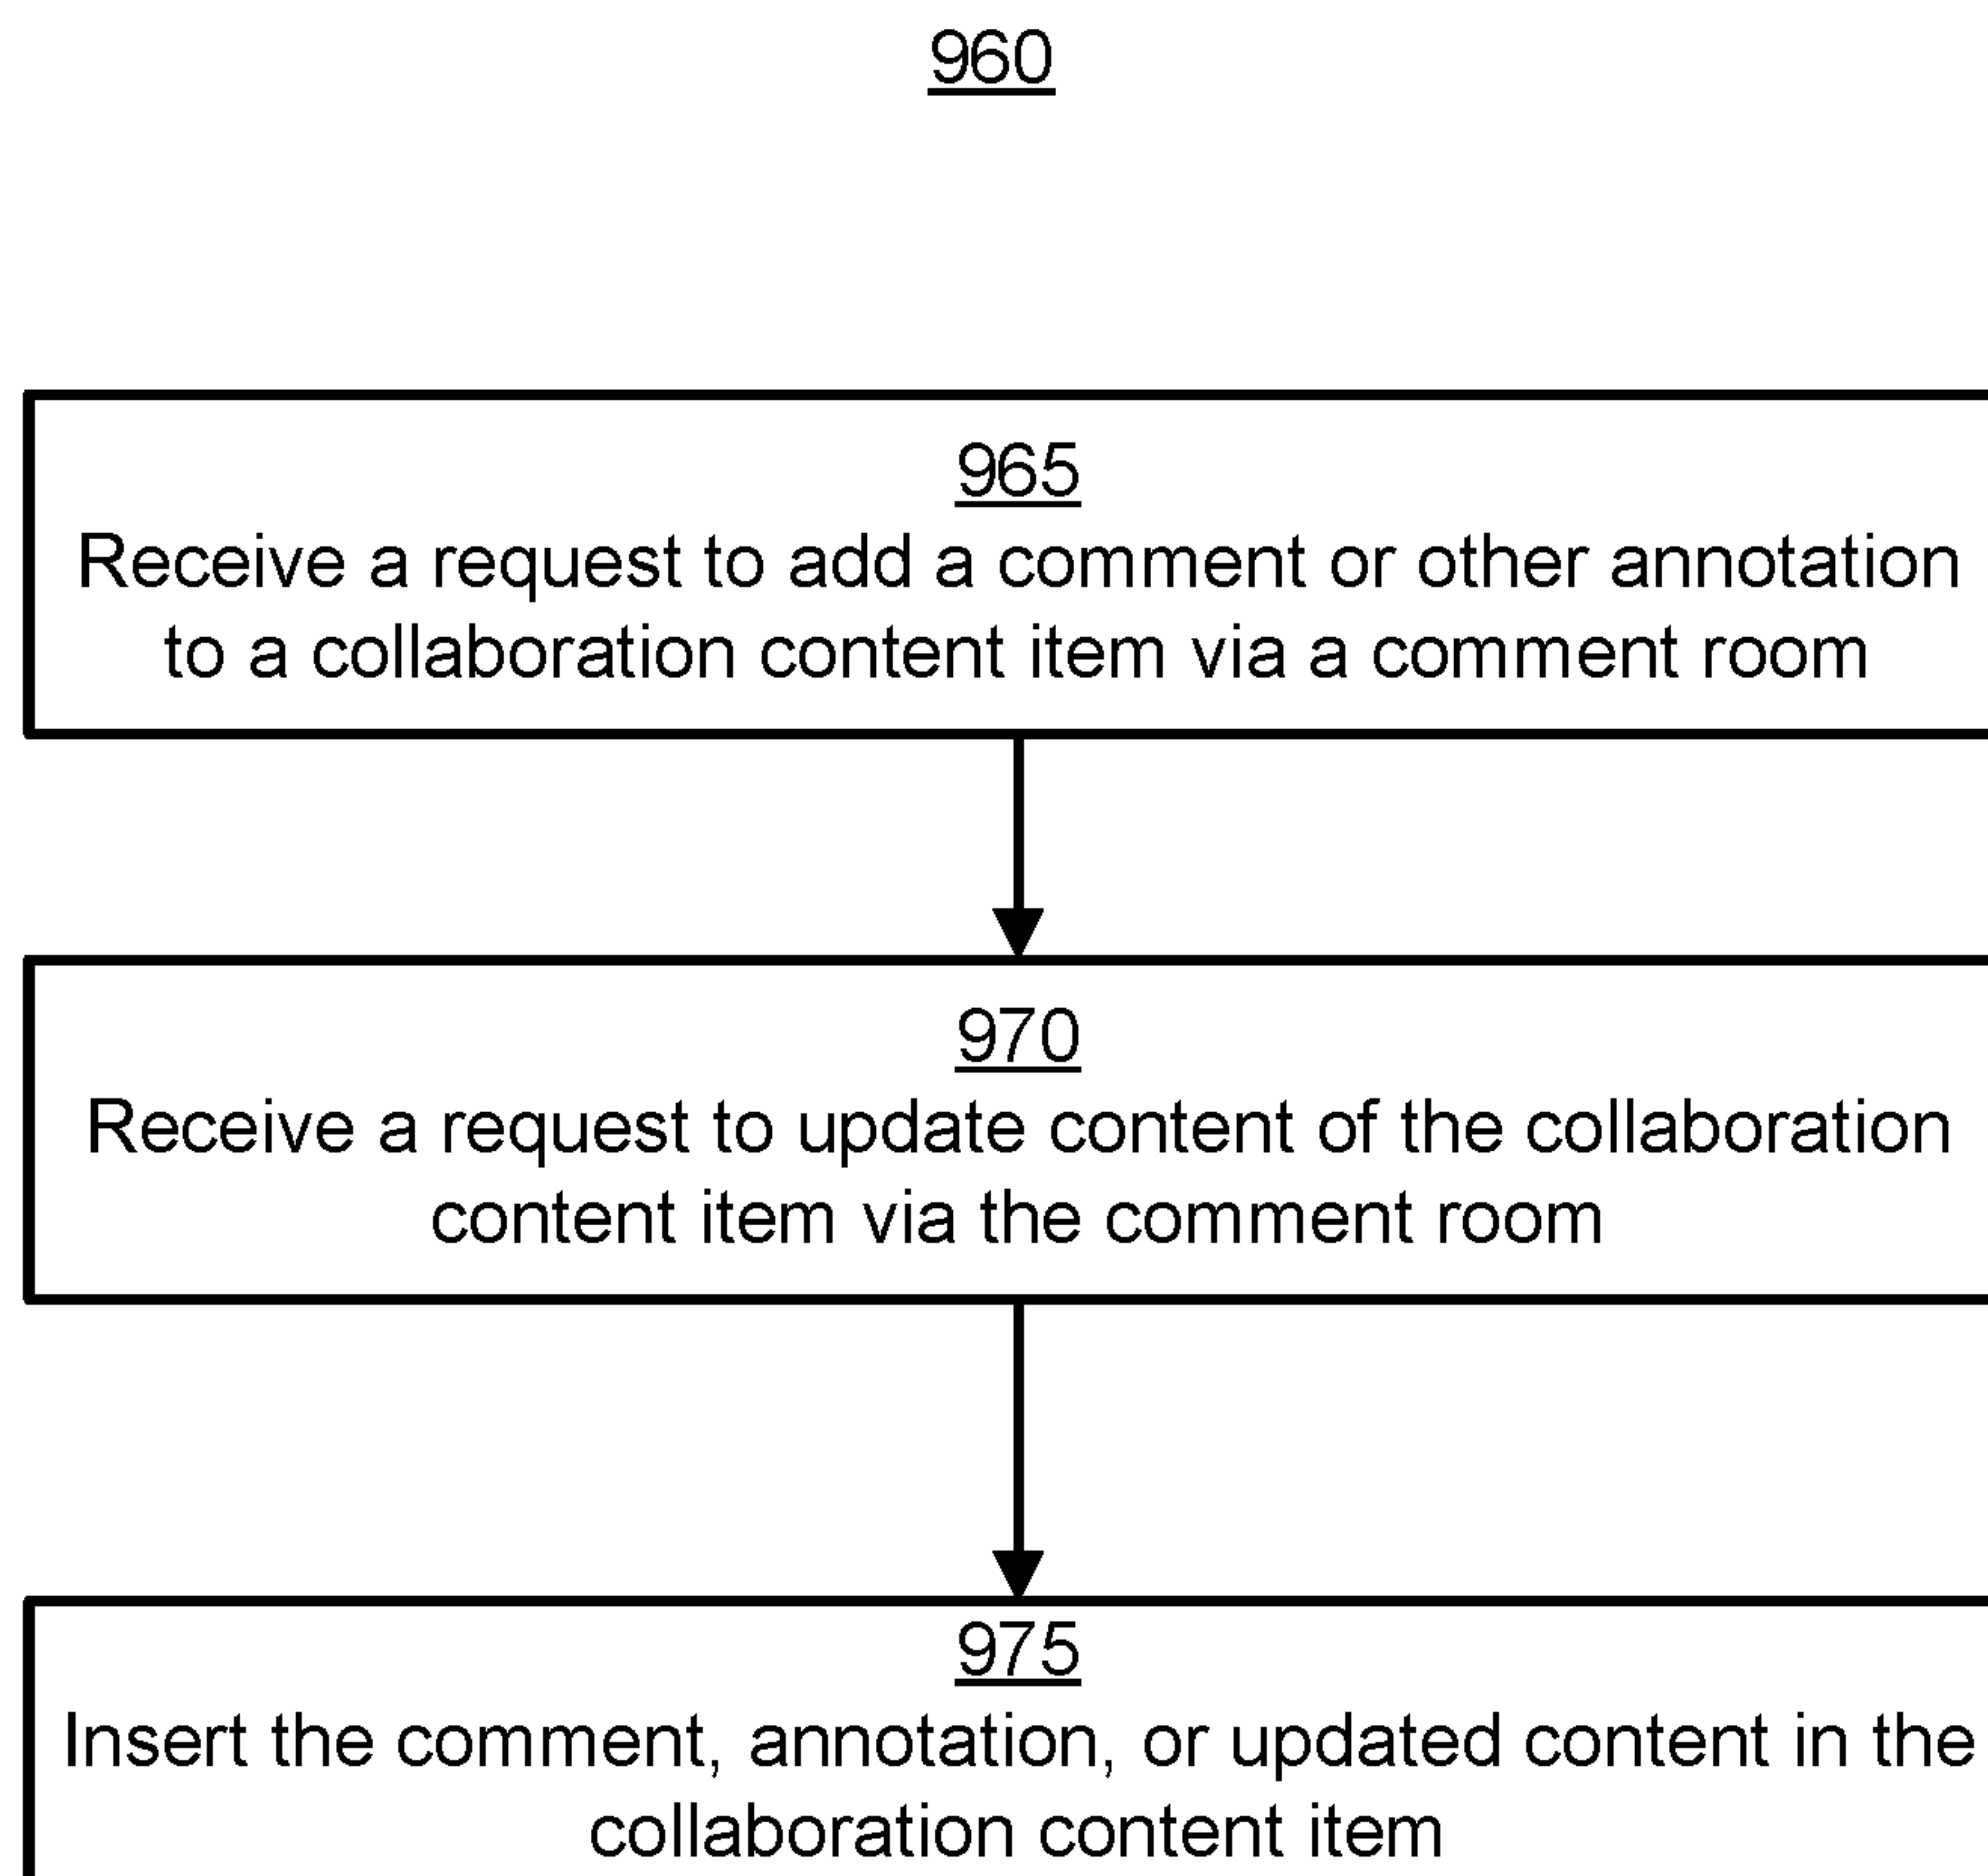 960
965
Receive a request to add a comment or other annotation
to a collaboration content item via a comment room
970
Receive a request to update content of the collaboration
content item via the comment room
975
Insert the comment, annotation, or updated content in the
collaboration content item